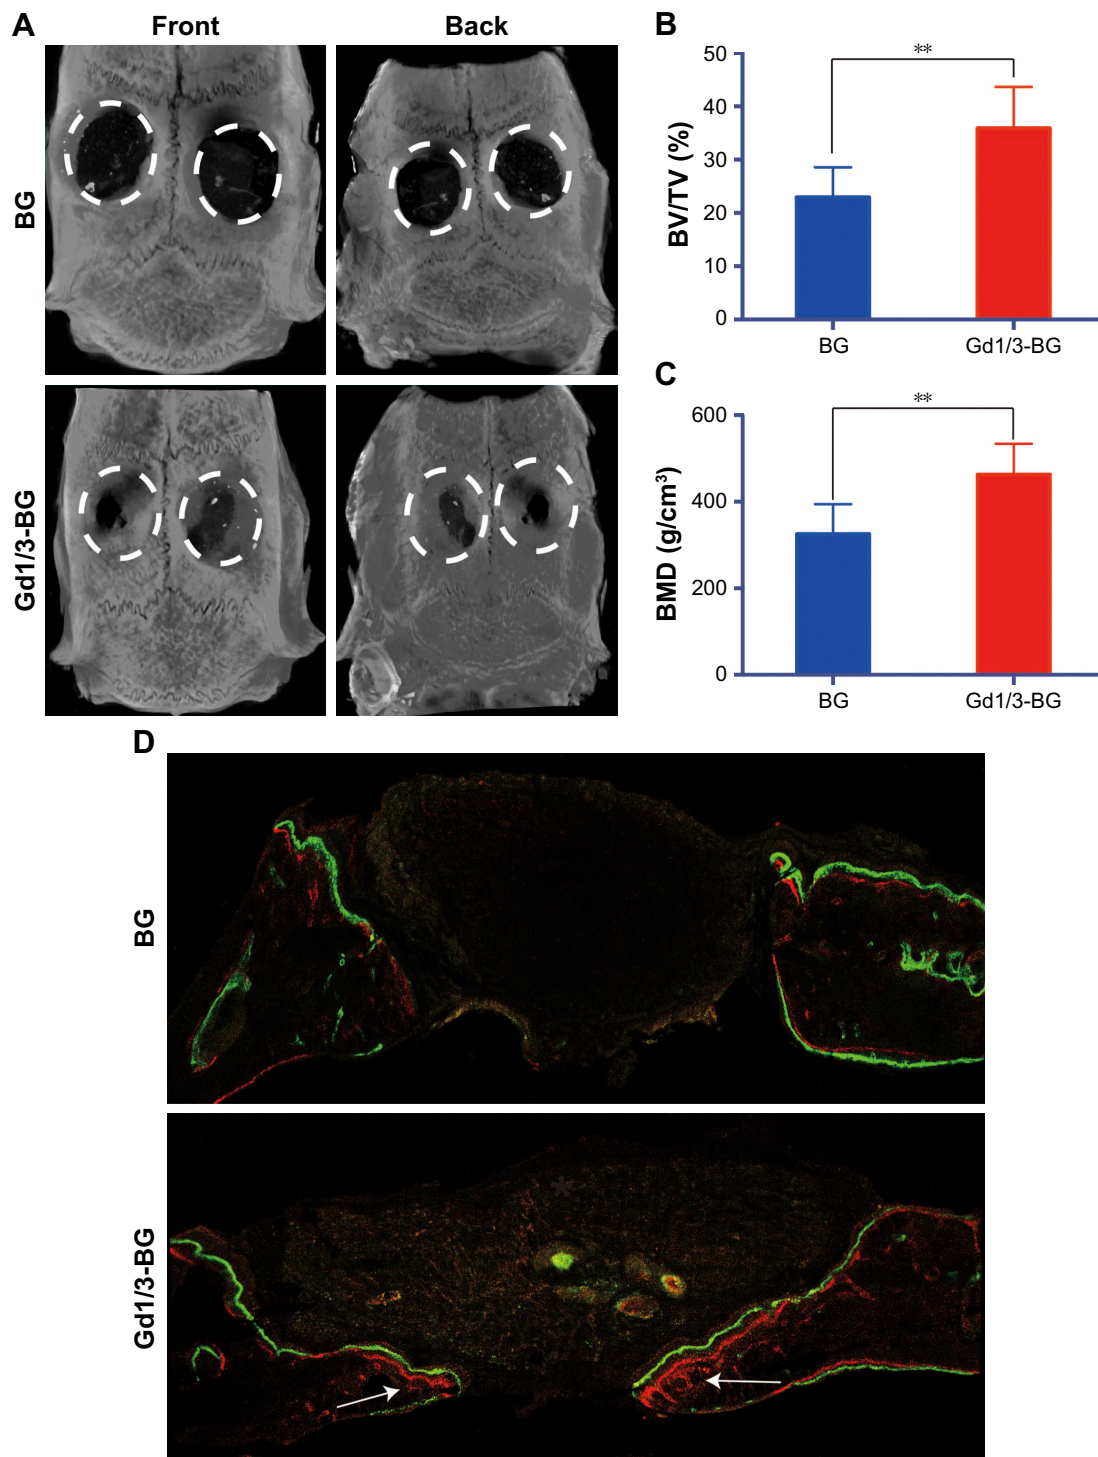 A
Front
Back
BG
Gd1/3-BG
B
50
40
30
20
10
0
BV/TV (%)
**
BG
Gd1/3-BG
C
600
400
200
0
BMD (g/cm³)
**
BG
Gd1/3-BG
D
BG
Gd1/3-BG
*